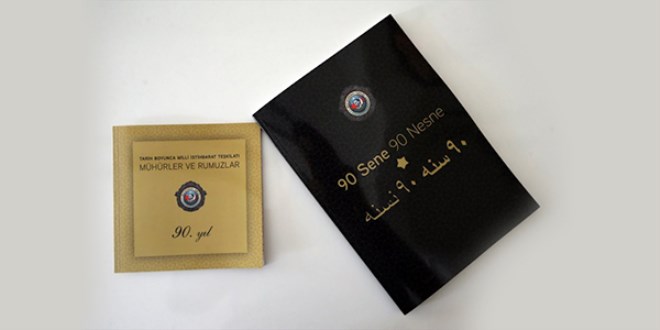 TARİH BOYUNCA MİLLİ İSTİHBARAT TEŞKİLATI
MÜHÜRLER VE RUMUZLAR
90. yıl
90 Sene 90 Nesne
٩٠ سنه ٩٠ نسنه